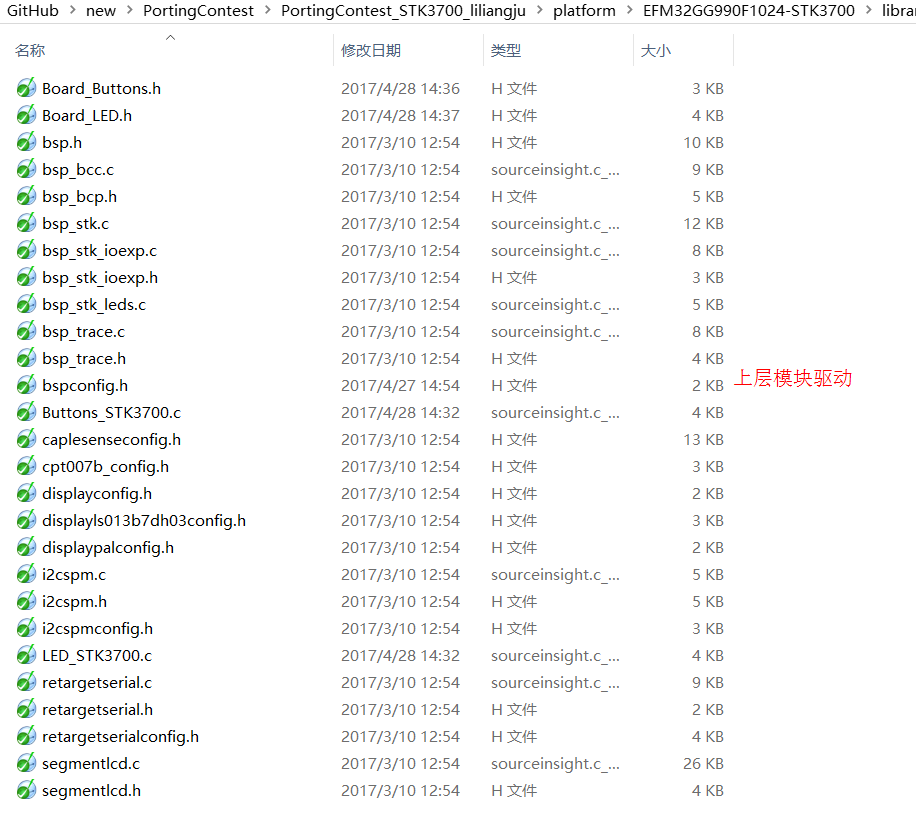 GitHub > new > PortingContest > PortingContest_STK3700_liliangju > platform > EFM32GG990F1024-STK3700 > librar
名称 修改日期 类型 大小
Board_Buttons.h 2017/4/28 14:36 H 文件 3 KB
Board_LED.h 2017/4/28 14:37 H 文件 4 KB
bsp.h 2017/3/10 12:54 H 文件 10 KB
bsp_bcc.c 2017/3/10 12:54 sourceinsight.c_... 9 KB
bsp_bcp.h 2017/3/10 12:54 H 文件 5 KB
bsp_stk.c 2017/3/10 12:54 sourceinsight.c_... 12 KB
bsp_stk_ioexp.c 2017/3/10 12:54 sourceinsight.c_... 8 KB
bsp_stk_ioexp.h 2017/3/10 12:54 H 文件 3 KB
bsp_stk_leds.c 2017/3/10 12:54 sourceinsight.c_... 5 KB
bsp_trace.c 2017/3/10 12:54 sourceinsight.c_... 8 KB
bsp_trace.h 2017/3/10 12:54 H 文件 4 KB
bspconfig.h 2017/4/27 14:54 H 文件 2 KB
上层模块驱动
Buttons_STK3700.c 2017/4/28 14:32 sourceinsight.c_... 4 KB
caplesenseconfig.h 2017/3/10 12:54 H 文件 13 KB
cpt007b_config.h 2017/3/10 12:54 H 文件 3 KB
displayconfig.h 2017/3/10 12:54 H 文件 2 KB
displayls013b7dh03config.h 2017/3/10 12:54 H 文件 3 KB
displaypalconfig.h 2017/3/10 12:54 H 文件 2 KB
i2cspm.c 2017/3/10 12:54 sourceinsight.c_... 5 KB
i2cspm.h 2017/3/10 12:54 H 文件 5 KB
i2cspmconfig.h 2017/3/10 12:54 H 文件 3 KB
LED_STK3700.c 2017/4/28 14:32 sourceinsight.c_... 4 KB
retargetserial.c 2017/3/10 12:54 sourceinsight.c_... 9 KB
retargetserial.h 2017/3/10 12:54 H 文件 2 KB
retargetserialconfig.h 2017/3/10 12:54 H 文件 4 KB
segmentlcd.c 2017/3/10 12:54 sourceinsight.c_... 26 KB
segmentlcd.h 2017/3/10 12:54 H 文件 4 KB